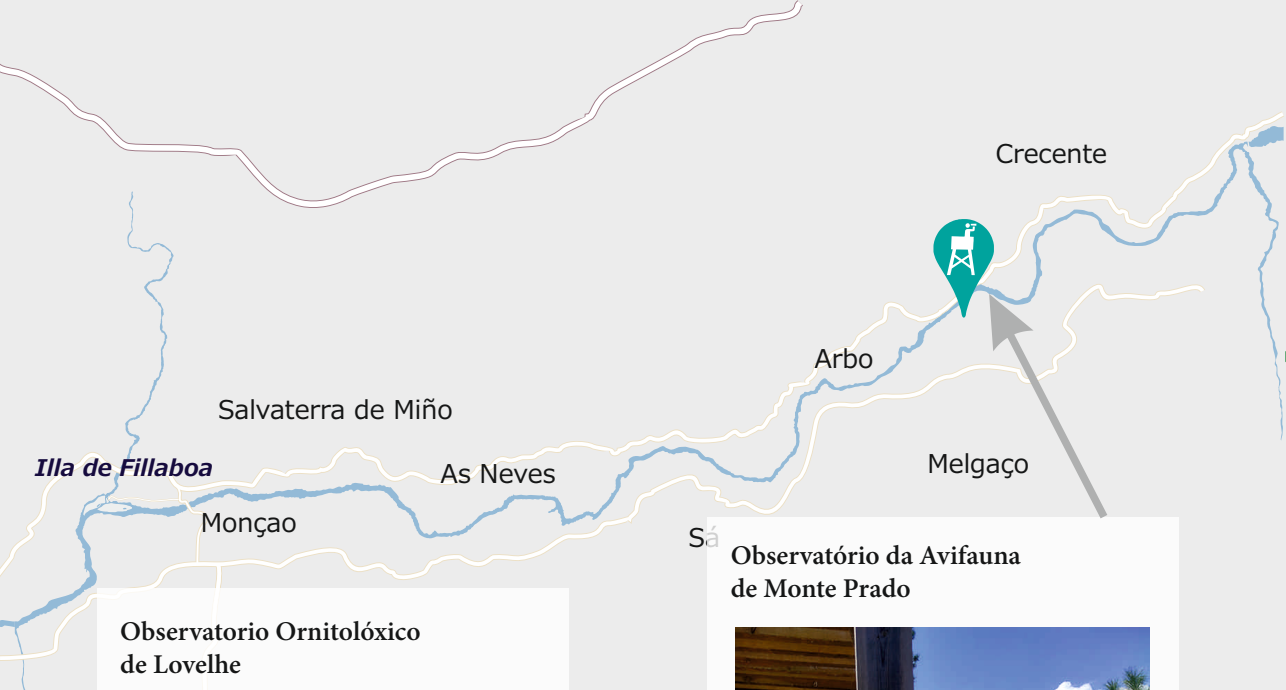 Crecente
Arbo
Salvaterra de Miño
Illa de Fillaboa
As Neves
Melgaço
Monçao
Sá
Observatório da Avifauna
de Monte Prado
Observatorio Ornitolóxico
de Lovelhe